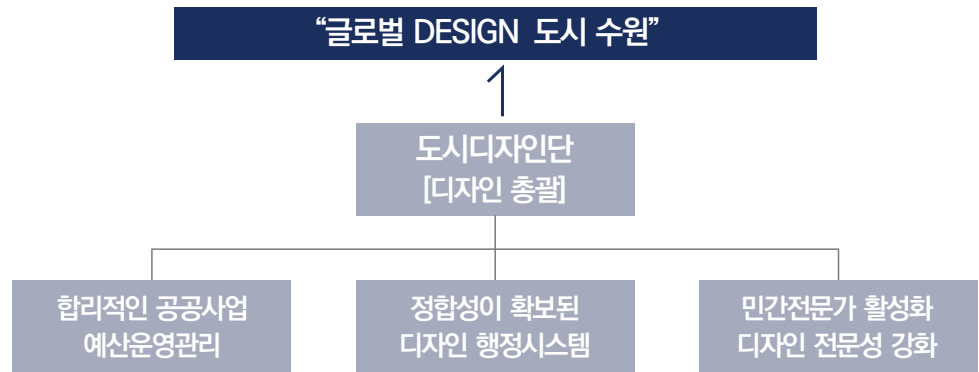 “글로벌 DESIGN 도시 수원”
도시디자인단
[디자인 총괄]
합리적인 공공사업
예산운영관리
정합성이 확보된
디자인 행정시스템
민간전문가 활성화
디자인 전문성 강화